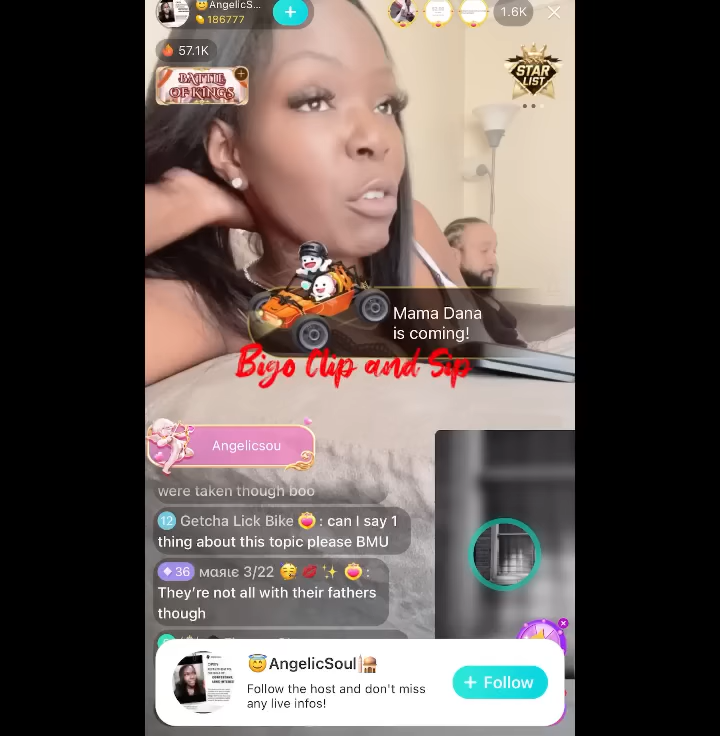 😇AngelicS...
186777
1.6K
57.1K
BATTLE
OF KINGS
STAR
LIST
Mama Dana
is coming!
Bigo Clip and Sip
Angelicsou
were taken though boo
12 Getcha Lick Bike 😍 : can I say 1
thing about this topic please BMU
36 мαяιє 3/22 🥳 💋 ✨ 😍 :
They're not all with their fathers
though
😇AngelicSoul🕌
Follow the host and don't miss
any live infos!
+ Follow